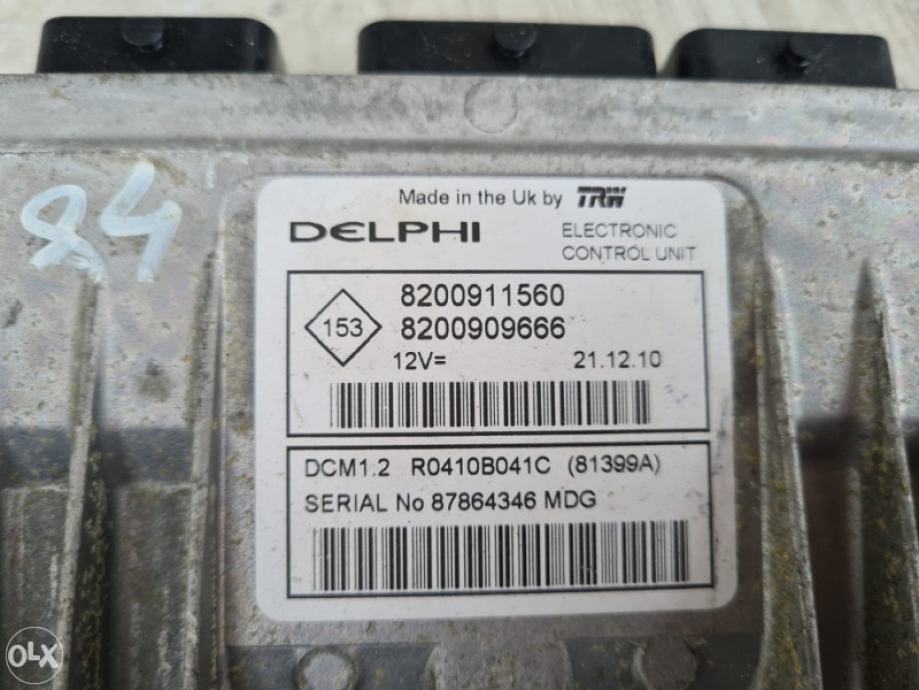 84
Made in the Uk by TRW
DELPHI
ELECTRONIC
CONTROL UNIT
153
8200911560
8200909666
12V= 21.12.10
DCM1.2 R0410B041C (81399A)
SERIAL No 87864346 MDG
OLX